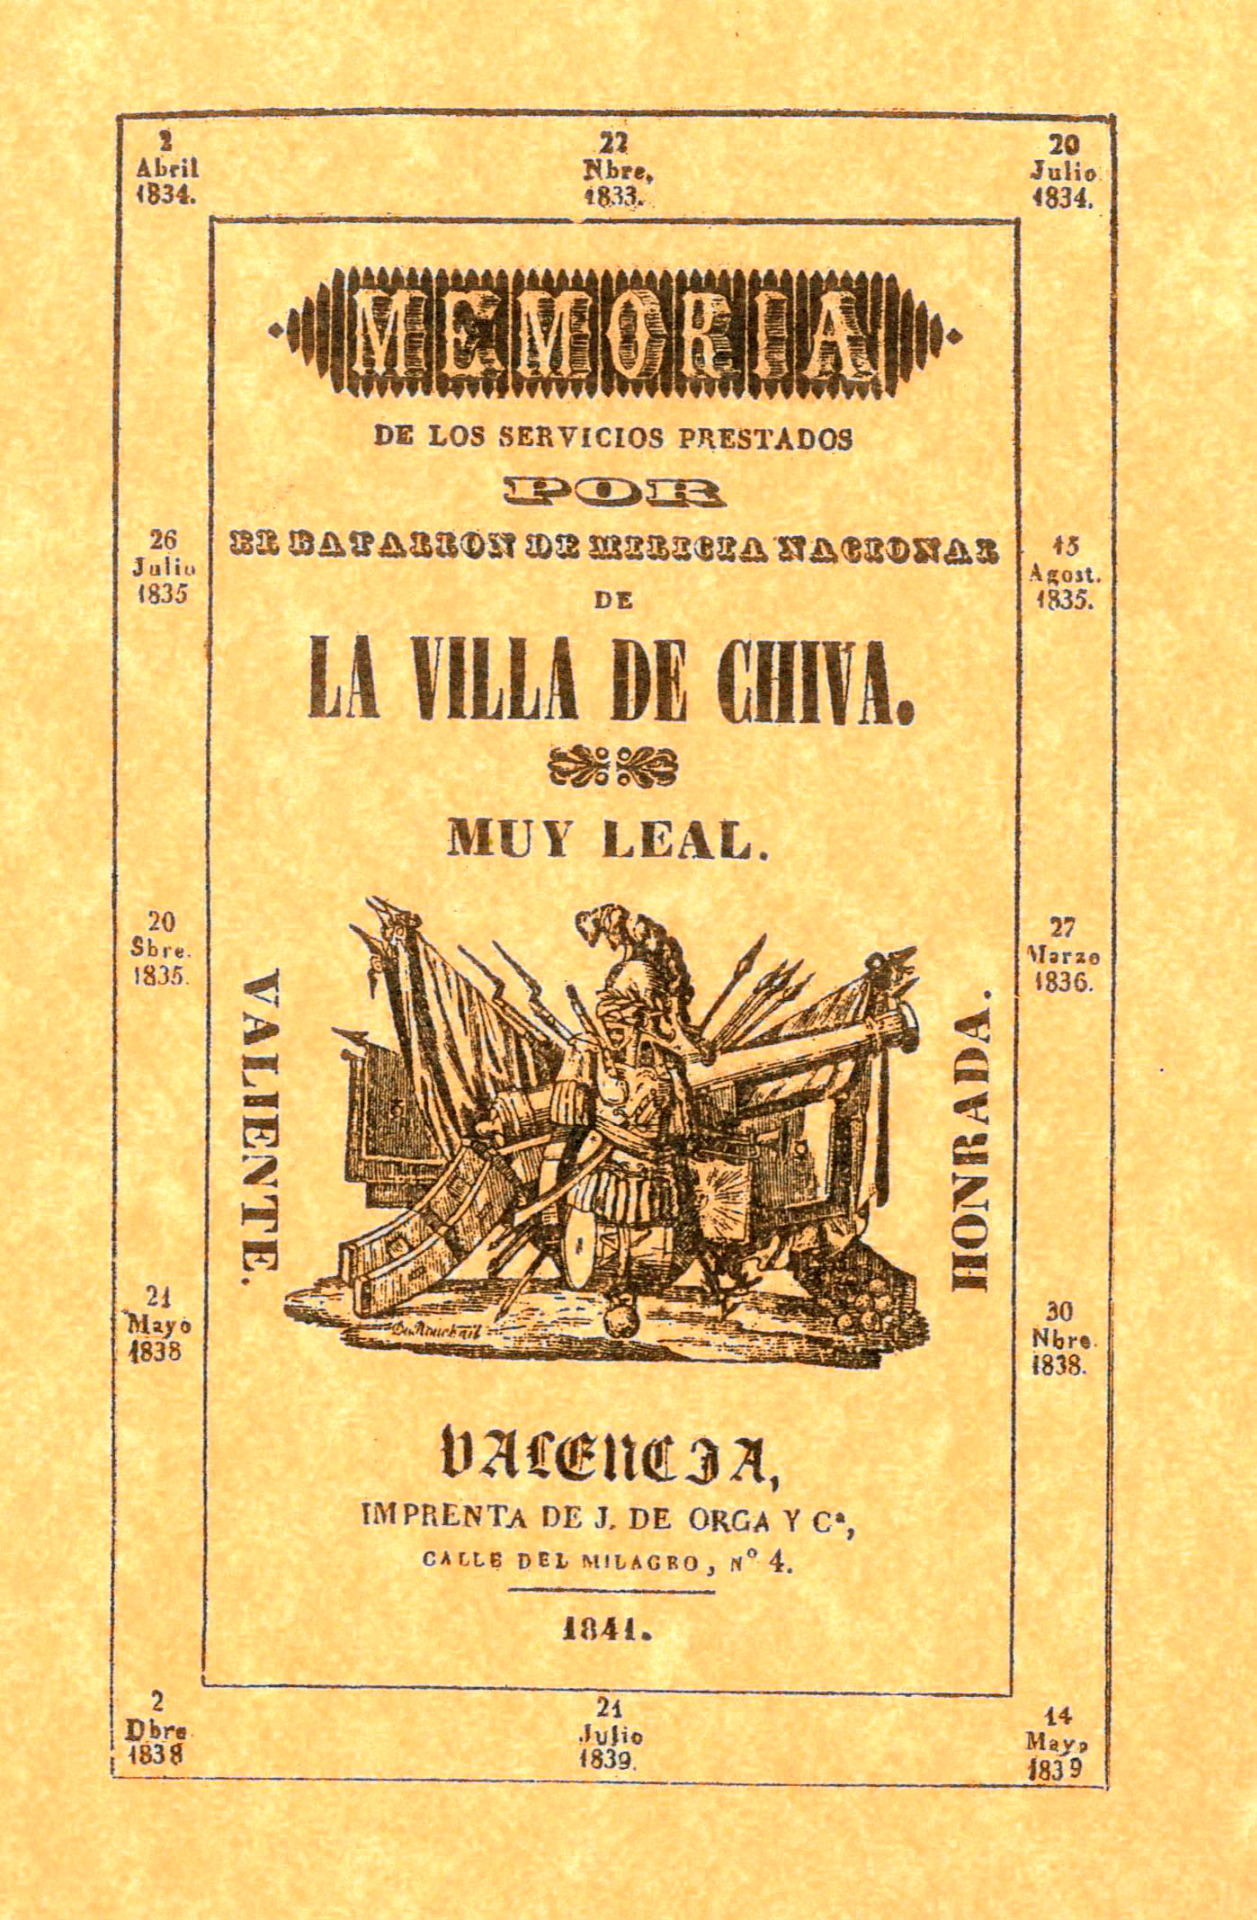 2
Abril
1834.
22
Nbre,
1833.
20
Julio
1834.
MEMORIA
DE LOS SERVICIOS PRESTADOS
POR
EL BATALLON DE MILICIA NACIONAL
DE
LA VILLA DE CHIVA.
26
Julio
1835
15
Agost.
1835.
MUY LEAL.
20
Sbre.
1835.
27
Marzo
1836.
VALIENTE.
HONRADA.
21
Mayo
1838
30
Nbre.
1838.
VALENCIA,
IMPRENTA DE J. DE ORGA Y Cª,
CALLE DEL MILAGRO, Nº 4.
1841.
2
Dbre
1838
21
Julio
1839.
14
Mayo
1839